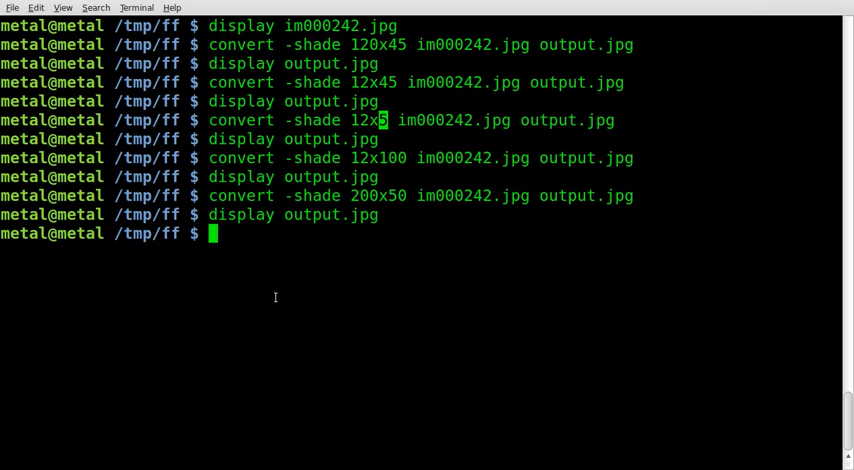 File Edit View Search Terminal Help
metal@metal /tmp/ff $ display im000242.jpg
metal@metal /tmp/ff $ convert -shade 120x45 im000242.jpg output.jpg
metal@metal /tmp/ff $ display output.jpg
metal@metal /tmp/ff $ convert -shade 12x45 im000242.jpg output.jpg
metal@metal /tmp/ff $ display output.jpg
metal@metal /tmp/ff $ convert -shade 12x5 im000242.jpg output.jpg
metal@metal /tmp/ff $ display output.jpg
metal@metal /tmp/ff $ convert -shade 12x100 im000242.jpg output.jpg
metal@metal /tmp/ff $ display output.jpg
metal@metal /tmp/ff $ convert -shade 200x50 im000242.jpg output.jpg
metal@metal /tmp/ff $ display output.jpg
metal@metal /tmp/ff $